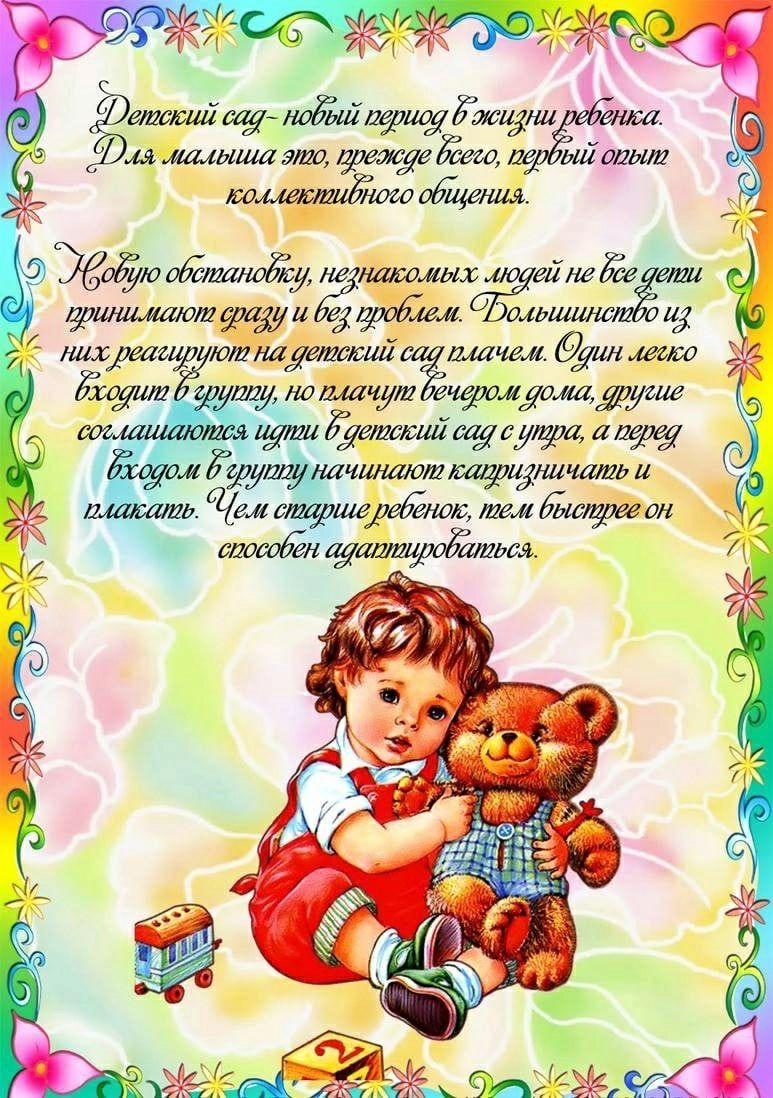 Детский сад- новый период в жизни ребенка.
Для малыша это, прежде всего, первый опыт
коллективного общения.
Новую обстановку, незнакомых людей не все дети
принимают сразу и без проблем. Большинство из
них реагируют на детский сад плачем. Один легко
входит в группу, но плачут вечером дома, другие
соглашаются идти в детский сад с утра, а перед
входом в группу начинают капризничать и
плакать. Чем старше ребенок, тем быстрее он
способен адаптироваться.
2